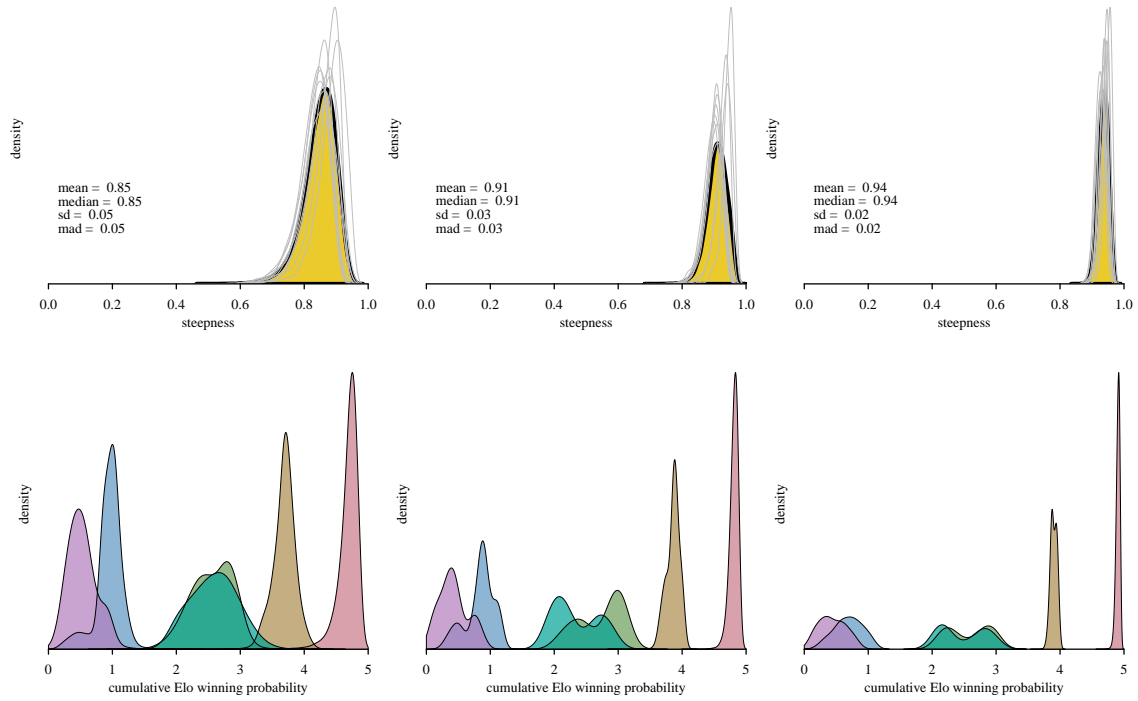 density
mean = 0.85
median = 0.85
sd = 0.05
mad = 0.05
0.0 0.2 0.4 0.6 0.8 1.0
steepness
density
mean = 0.91
median = 0.91
sd = 0.03
mad = 0.03
0.0 0.2 0.4 0.6 0.8 1.0
steepness
density
mean = 0.94
median = 0.94
sd = 0.02
mad = 0.02
0.0 0.2 0.4 0.6 0.8 1.0
steepness
density
0 1 2 3 4 5
cumulative Elo winning probability
density
0 1 2 3 4 5
cumulative Elo winning probability
density
0 1 2 3 4 5
cumulative Elo winning probability